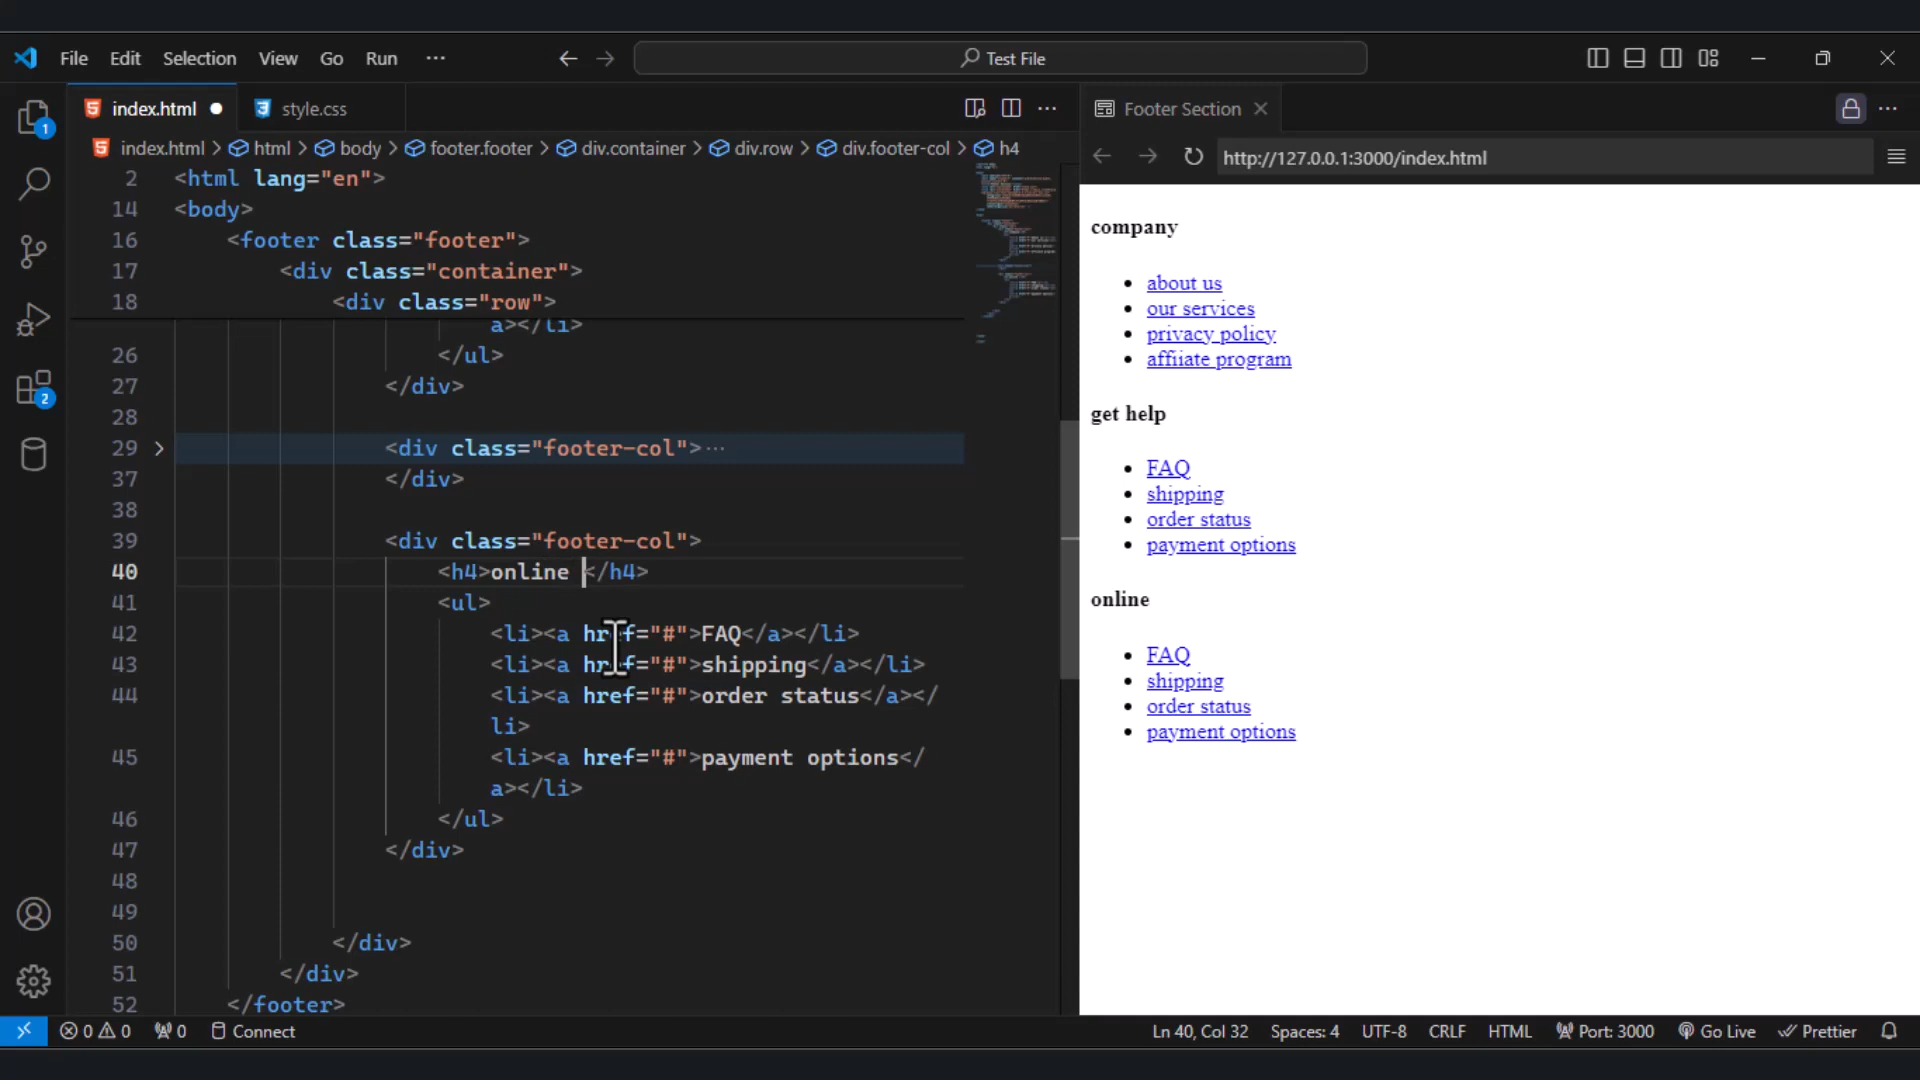 File Edit Selection View Go Run ··· Test File
index.html style.css ···
Footer Section ···
index.html > html > body > footer.footer > div.container > div.row > div.footer-col > h4
http://127.0.0.1:3000/index.html
1
2
2 <html lang="en">
14 <body>
16 <footer class="footer">
17 <div class="container">
18 <div class="row">
a></li>
26 </ul>
27 </div>
28
29 <div class="footer-col">···
37 </div>
38
39 <div class="footer-col">
40 <h4>online </h4>
41 <ul>
42 <li><a href="#">FAQ</a></li>
43 <li><a href="#">shipping</a></li>
44 <li><a href="#">order status</a></
li>
45 <li><a href="#">payment options</
a></li>
46 </ul>
47 </div>
48
49
50 </div>
51 </div>
52 </footer>
company
• about us
• our services
• privacy policy
• affiiate program
get help
• FAQ
• shipping
• order status
• payment options
online
• FAQ
• shipping
• order status
• payment options
0 0 0 Connect Ln 40, Col 32 Spaces: 4 UTF-8 CRLF HTML Port: 3000 Go Live Prettier